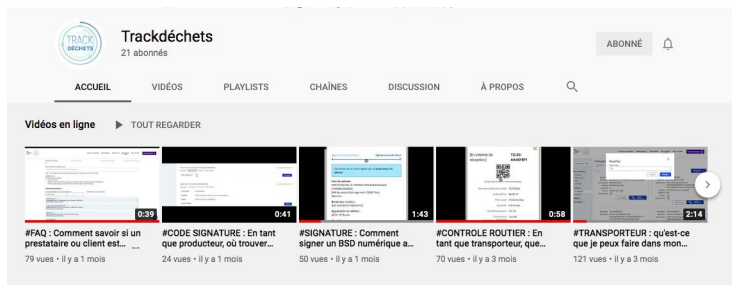 TRACK
DÉCHETS
Trackdéchets
21 abonnés
ABONNÉ
ACCUEIL VIDÉOS PLAYLISTS CHAÎNES DISCUSSION À PROPOS
Vidéos en ligne TOUT REGARDER
0:39 0:41 1:43 0:58 2:14
#FAQ : Comment savoir si un
prestataire ou client est...
79 vues • il y a 1 mois
#CODE SIGNATURE : En tant
que producteur, où trouver...
24 vues • il y a 1 mois
#SIGNATURE : Comment
signer un BSD numérique a...
50 vues • il y a 1 mois
#CONTROLE ROUTIER : En
tant que transporteur, que...
70 vues • il y a 3 mois
#TRANSPORTEUR : qu'est-ce
que je peux faire dans mon...
121 vues • il y a 3 mois